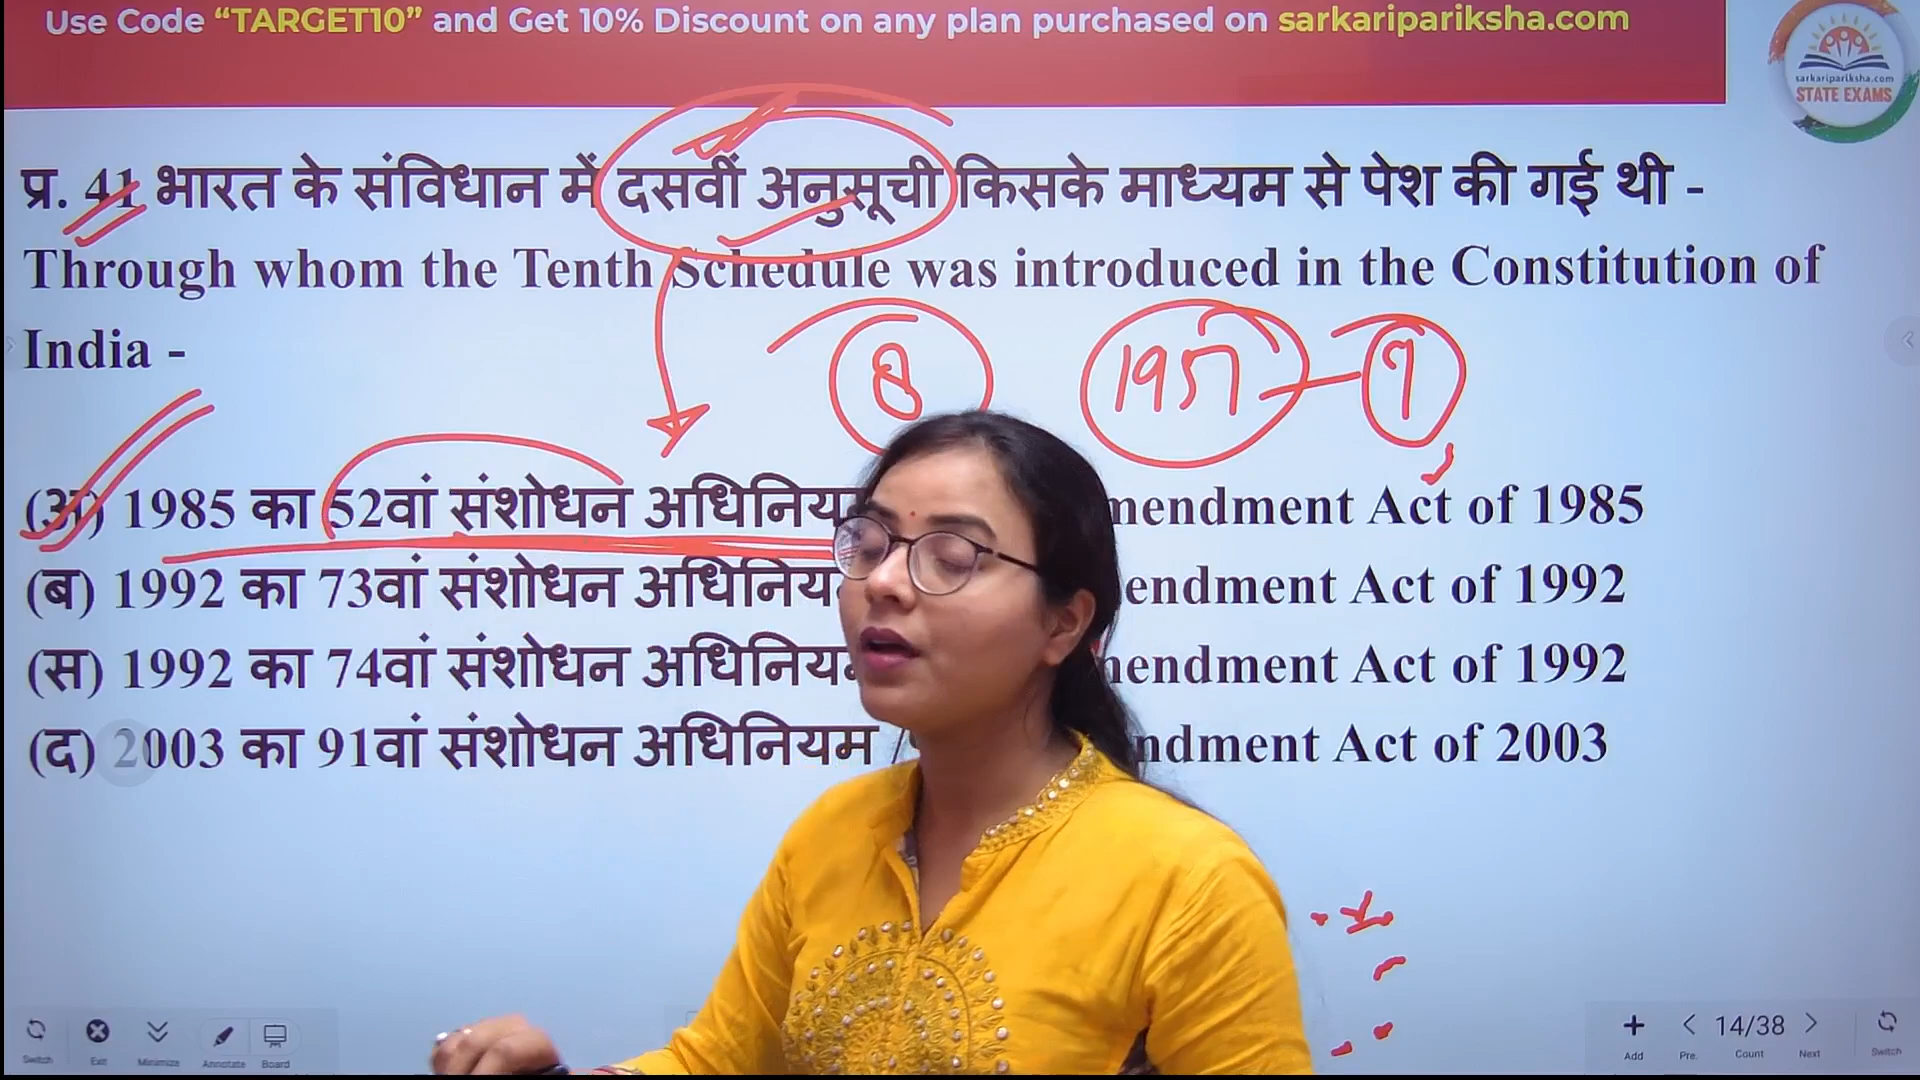 Use Code “TARGET10” and Get 10% Discount on any plan purchased on sarkaripariksha.com
sarkaripariksha.com
STATE EXAMS
प्र. 41 भारत के संविधान में दसवीं अनुसूची किसके माध्यम से पेश की गई थी -
Through whom the Tenth Schedule was introduced in the Constitution of
India -
8 1951 9
(अ) 1985 का 52वां संशोधन अधिनियम mendment Act of 1985
(ब) 1992 का 73वां संशोधन अधिनिय endment Act of 1992
(स) 1992 का 74वां संशोधन अधिनियम mendment Act of 1992
(द) 2003 का 91वां संशोधन अधिनियम ndment Act of 2003
Switch Exit Minimize Annotate Board
14/38
Add Pre. Count Next Switch